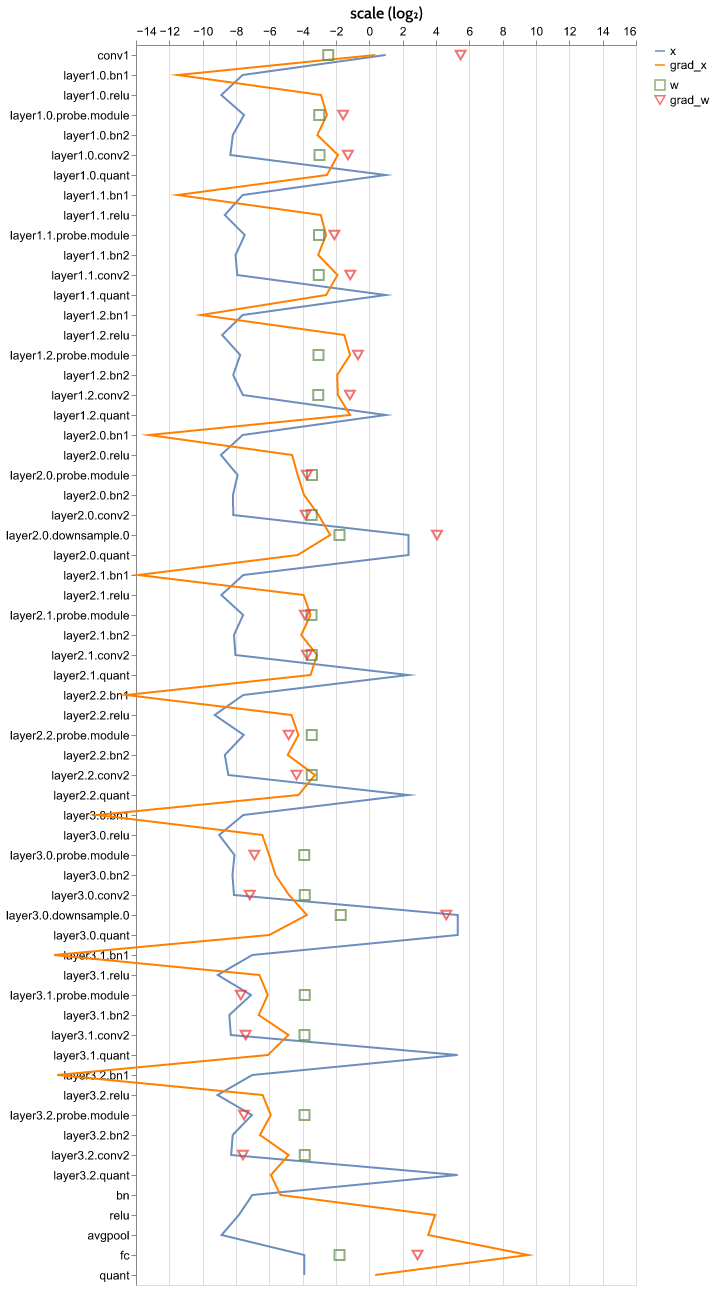 scale (log₂)
−14 −12 −10 −8 −6 −4 −2 0 2 4 6 8 10 12 14 16
x
grad_x
w
grad_w
conv1
layer1.0.bn1
layer1.0.relu
layer1.0.probe.module
layer1.0.bn2
layer1.0.conv2
layer1.0.quant
layer1.1.bn1
layer1.1.relu
layer1.1.probe.module
layer1.1.bn2
layer1.1.conv2
layer1.1.quant
layer1.2.bn1
layer1.2.relu
layer1.2.probe.module
layer1.2.bn2
layer1.2.conv2
layer1.2.quant
layer2.0.bn1
layer2.0.relu
layer2.0.probe.module
layer2.0.bn2
layer2.0.conv2
layer2.0.downsample.0
layer2.0.quant
layer2.1.bn1
layer2.1.relu
layer2.1.probe.module
layer2.1.bn2
layer2.1.conv2
layer2.1.quant
layer2.2.bn1
layer2.2.relu
layer2.2.probe.module
layer2.2.bn2
layer2.2.conv2
layer2.2.quant
layer3.0.bn1
layer3.0.relu
layer3.0.probe.module
layer3.0.bn2
layer3.0.conv2
layer3.0.downsample.0
layer3.0.quant
layer3.1.bn1
layer3.1.relu
layer3.1.probe.module
layer3.1.bn2
layer3.1.conv2
layer3.1.quant
layer3.2.bn1
layer3.2.relu
layer3.2.probe.module
layer3.2.bn2
layer3.2.conv2
layer3.2.quant
bn
relu
avgpool
fc
quant